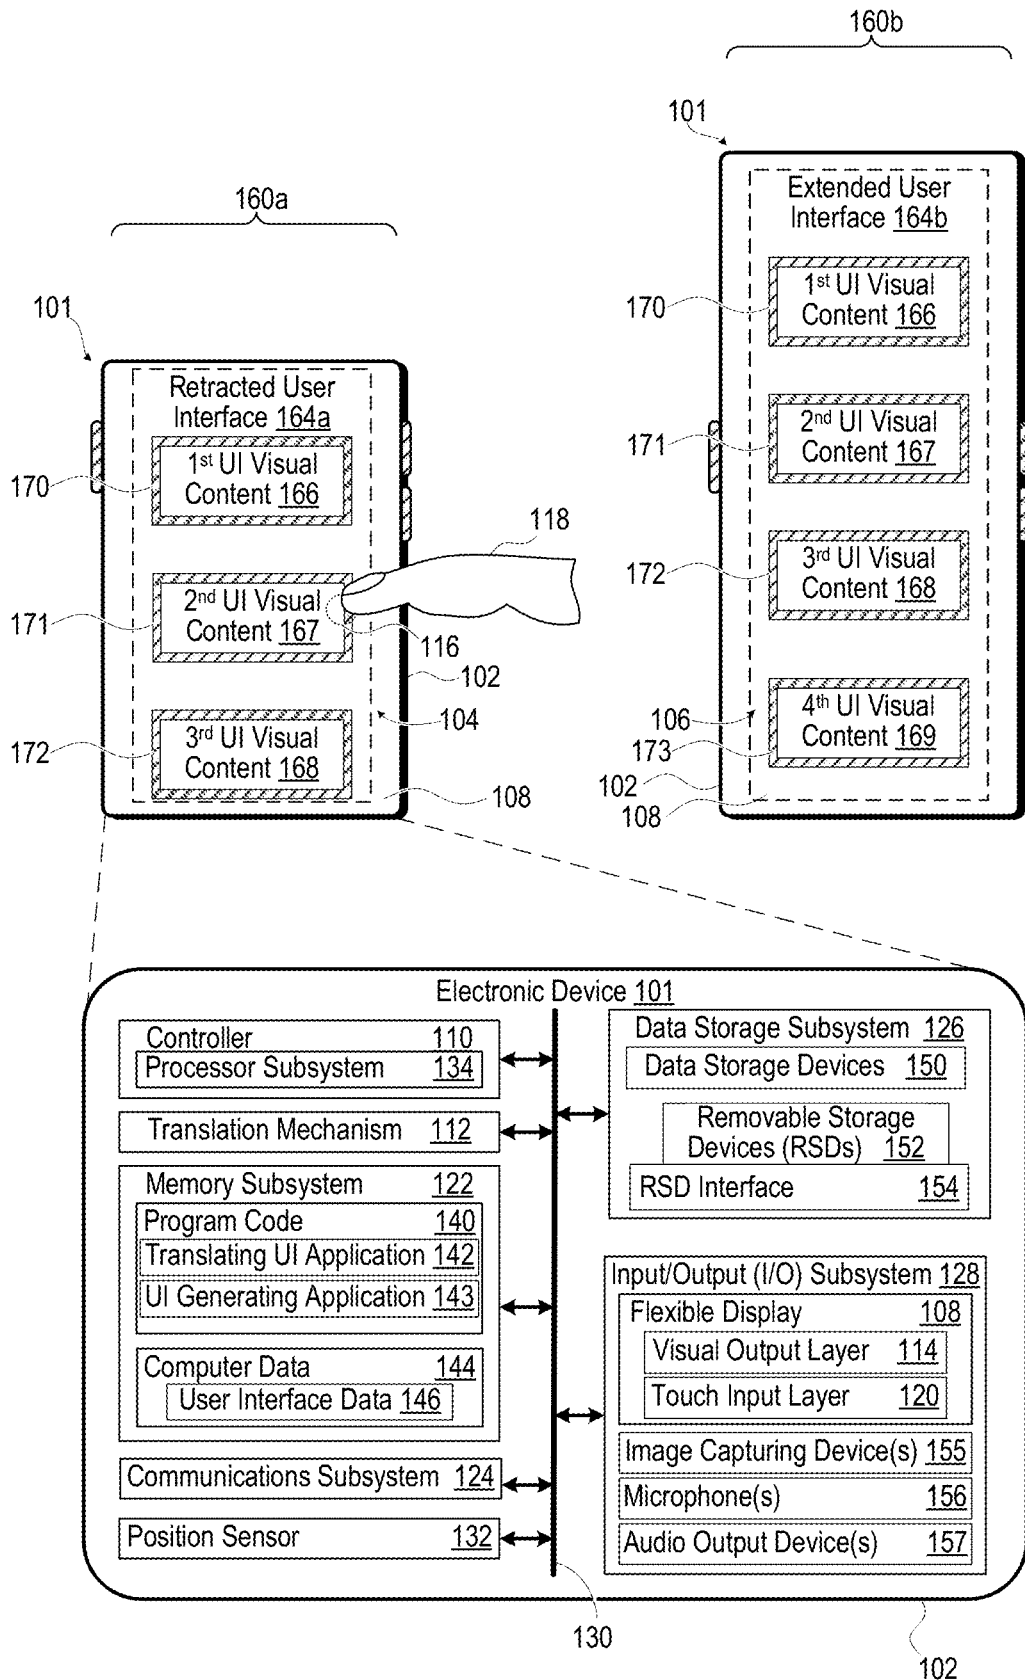 160b
101
Extended User
Interface 164b
170
1st UI Visual
Content 166
171
2nd UI Visual
Content 167
172
3rd UI Visual
Content 168
106
173
4th UI Visual
Content 169
102
108
160a
101
Retracted User
Interface 164a
170
1st UI Visual
Content 166
118
171
2nd UI Visual
Content 167
116
102
104
172
3rd UI Visual
Content 168
108
Electronic Device 101
Controller 110
Processor Subsystem 134
Translation Mechanism 112
Memory Subsystem 122
Program Code 140
Translating UI Application 142
UI Generating Application 143
Computer Data 144
User Interface Data 146
Communications Subsystem 124
Position Sensor 132
Data Storage Subsystem 126
Data Storage Devices 150
Removable Storage
Devices (RSDs) 152
RSD Interface 154
Input/Output (I/O) Subsystem 128
Flexible Display 108
Visual Output Layer 114
Touch Input Layer 120
Image Capturing Device(s) 155
Microphone(s) 156
Audio Output Device(s) 157
130
102